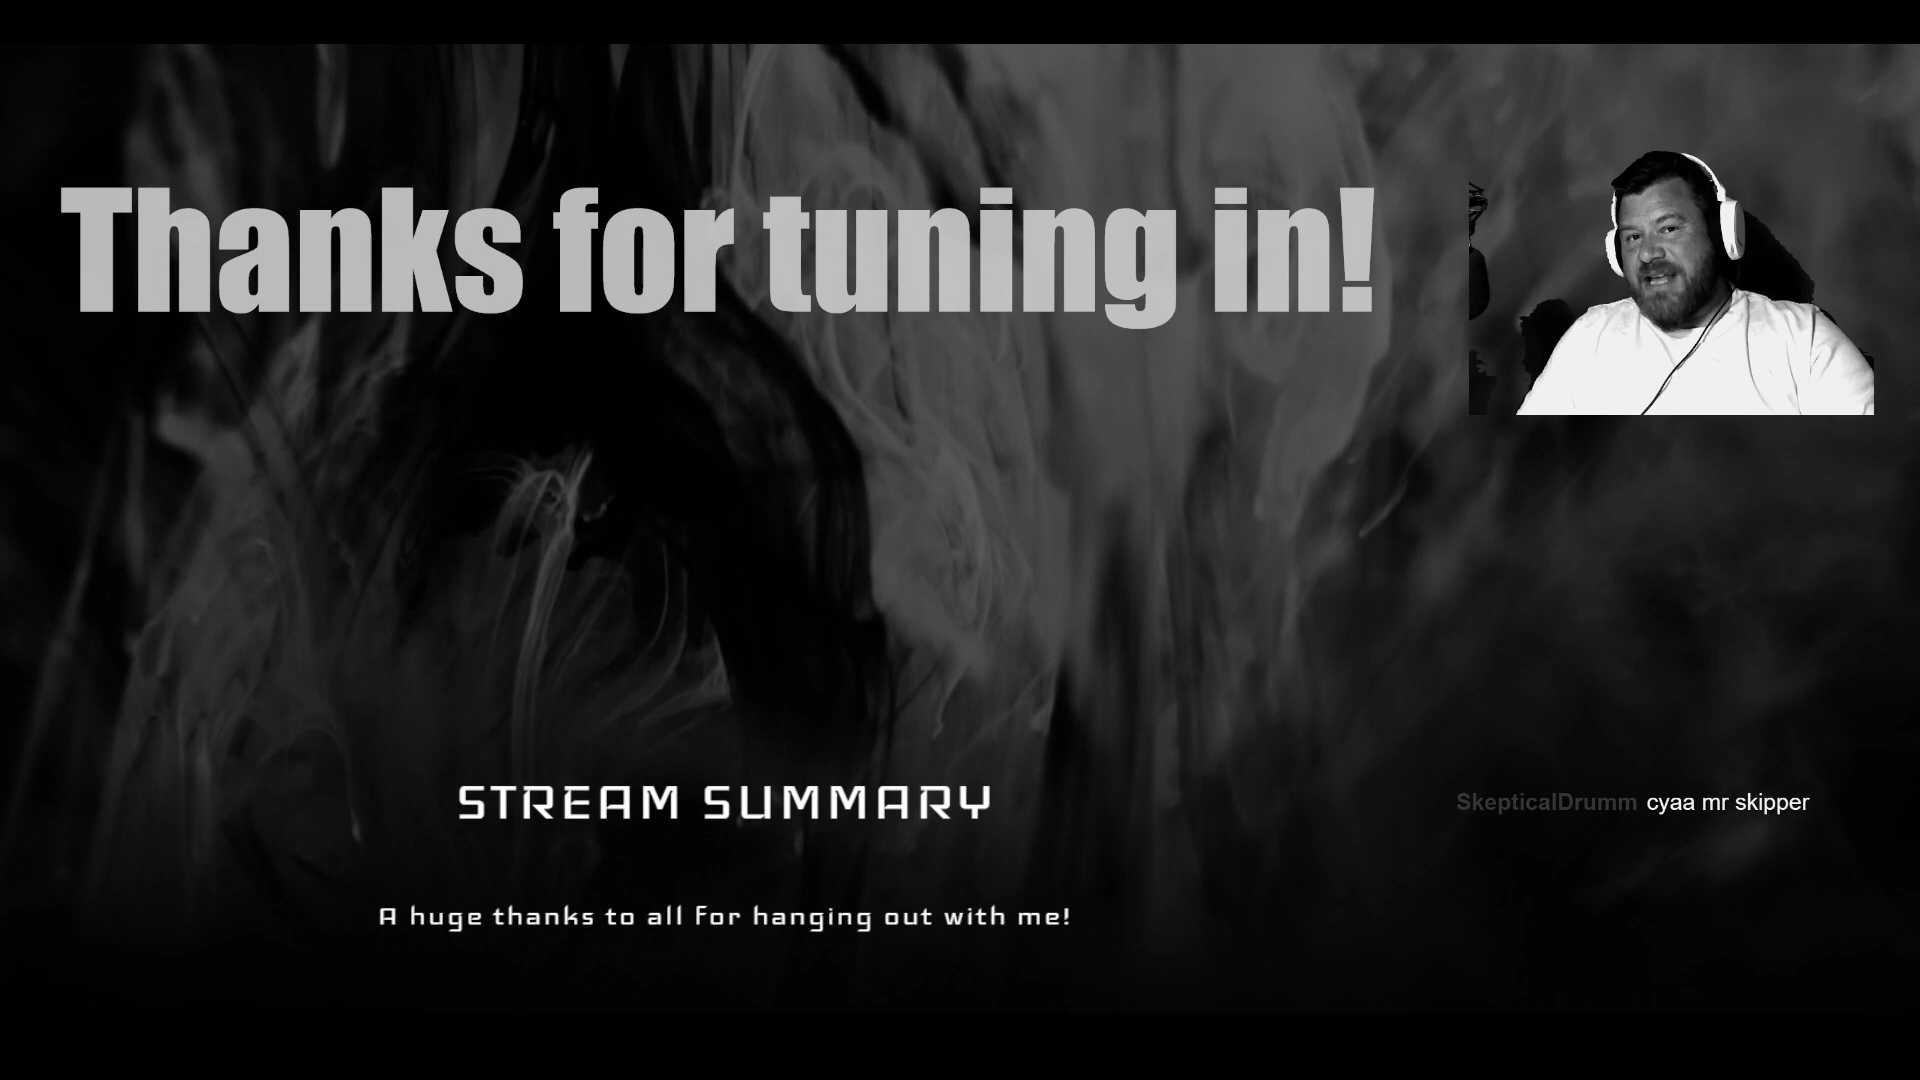 Thanks for tuning in!
STREAM SUMMARY
SkepticalDrumm cyaa mr skipper
A huge thanks to all for hanging out with me!